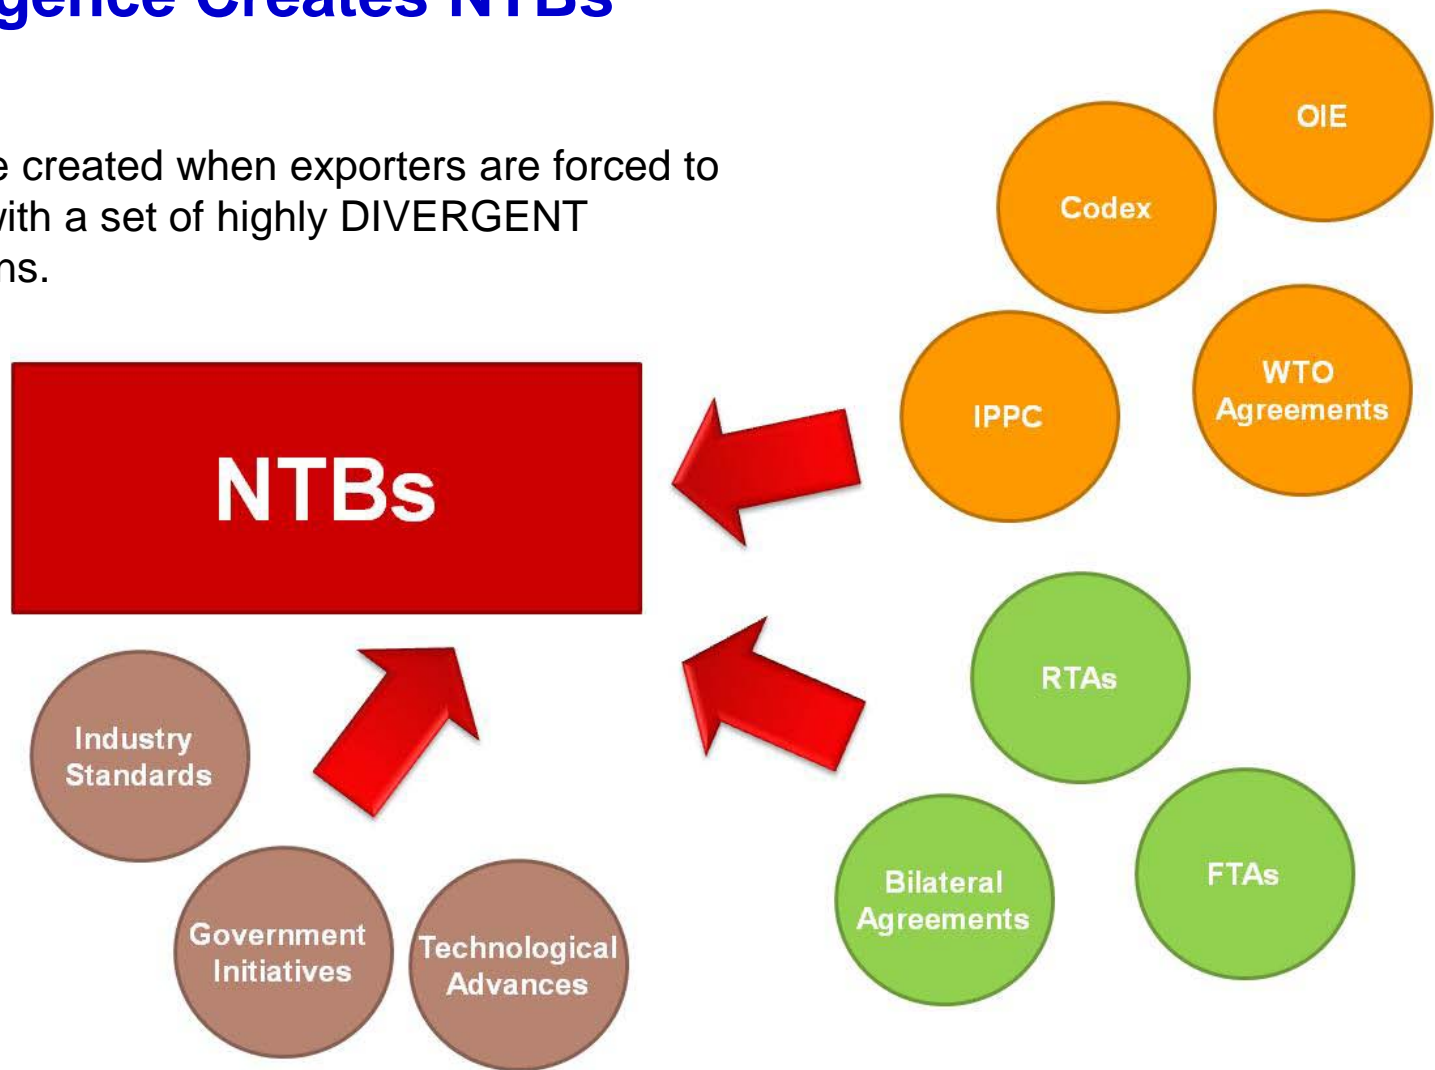 gence Creates NTBs
e created when exporters are forced to
with a set of highly DIVERGENT
ns.
OIE
Codex
WTO
Agreements
IPPC
NTBs
RTAs
Industry
Standards
Bilateral
Agreements
FTAs
Government
Initiatives
Technological
Advances